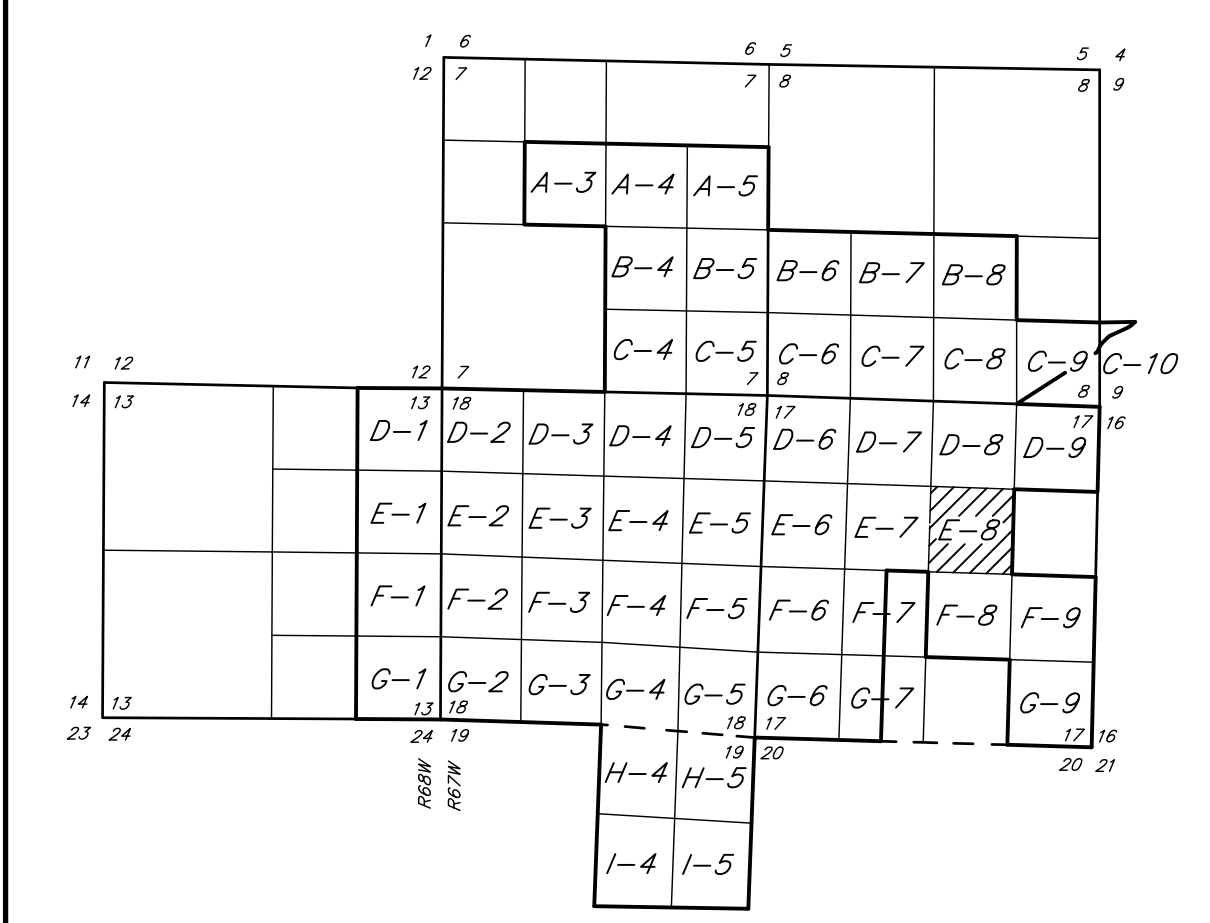 1 6 6 5 5 4
12 7 7 8 8 9
A-3 A-4 A-5
B-4 B-5 B-6 B-7 B-8
C-4 C-5 C-6 C-7 C-8 C-9 C-10
11 12 12 7 7 8 8 9
14 13 13 18 18 17 17 16
D-1 D-2 D-3 D-4 D-5 D-6 D-7 D-8 D-9
E-1 E-2 E-3 E-4 E-5 E-6 E-7 E-8
F-1 F-2 F-3 F-4 F-5 F-6 F-7 F-8 F-9
G-1 G-2 G-3 G-4 G-5 G-6 G-7 G-9
14 13 13 18 18 17 17 16
23 24 24 19 19 20 20 21
R68W R67W
H-4 H-5
I-4 I-5